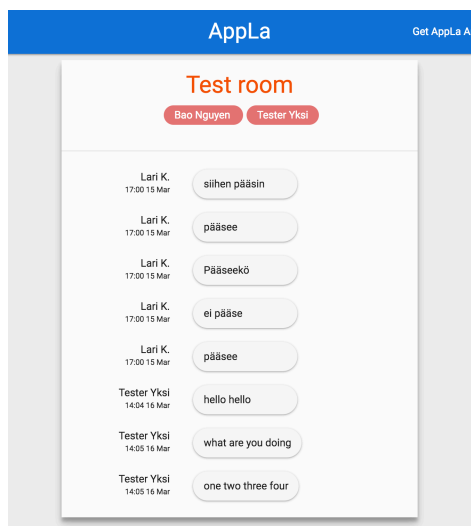 AppLa
Get AppLa A
Test room
Bao Nguyen Tester Yksi
Lari K.
17:00 15 Mar
siihen pääsin
Lari K.
17:00 15 Mar
pääsee
Lari K.
17:00 15 Mar
Pääseekö
Lari K.
17:00 15 Mar
ei pääse
Lari K.
17:00 15 Mar
pääsee
Tester Yksi
14:04 16 Mar
hello hello
Tester Yksi
14:05 16 Mar
what are you doing
Tester Yksi
14:05 16 Mar
one two three four